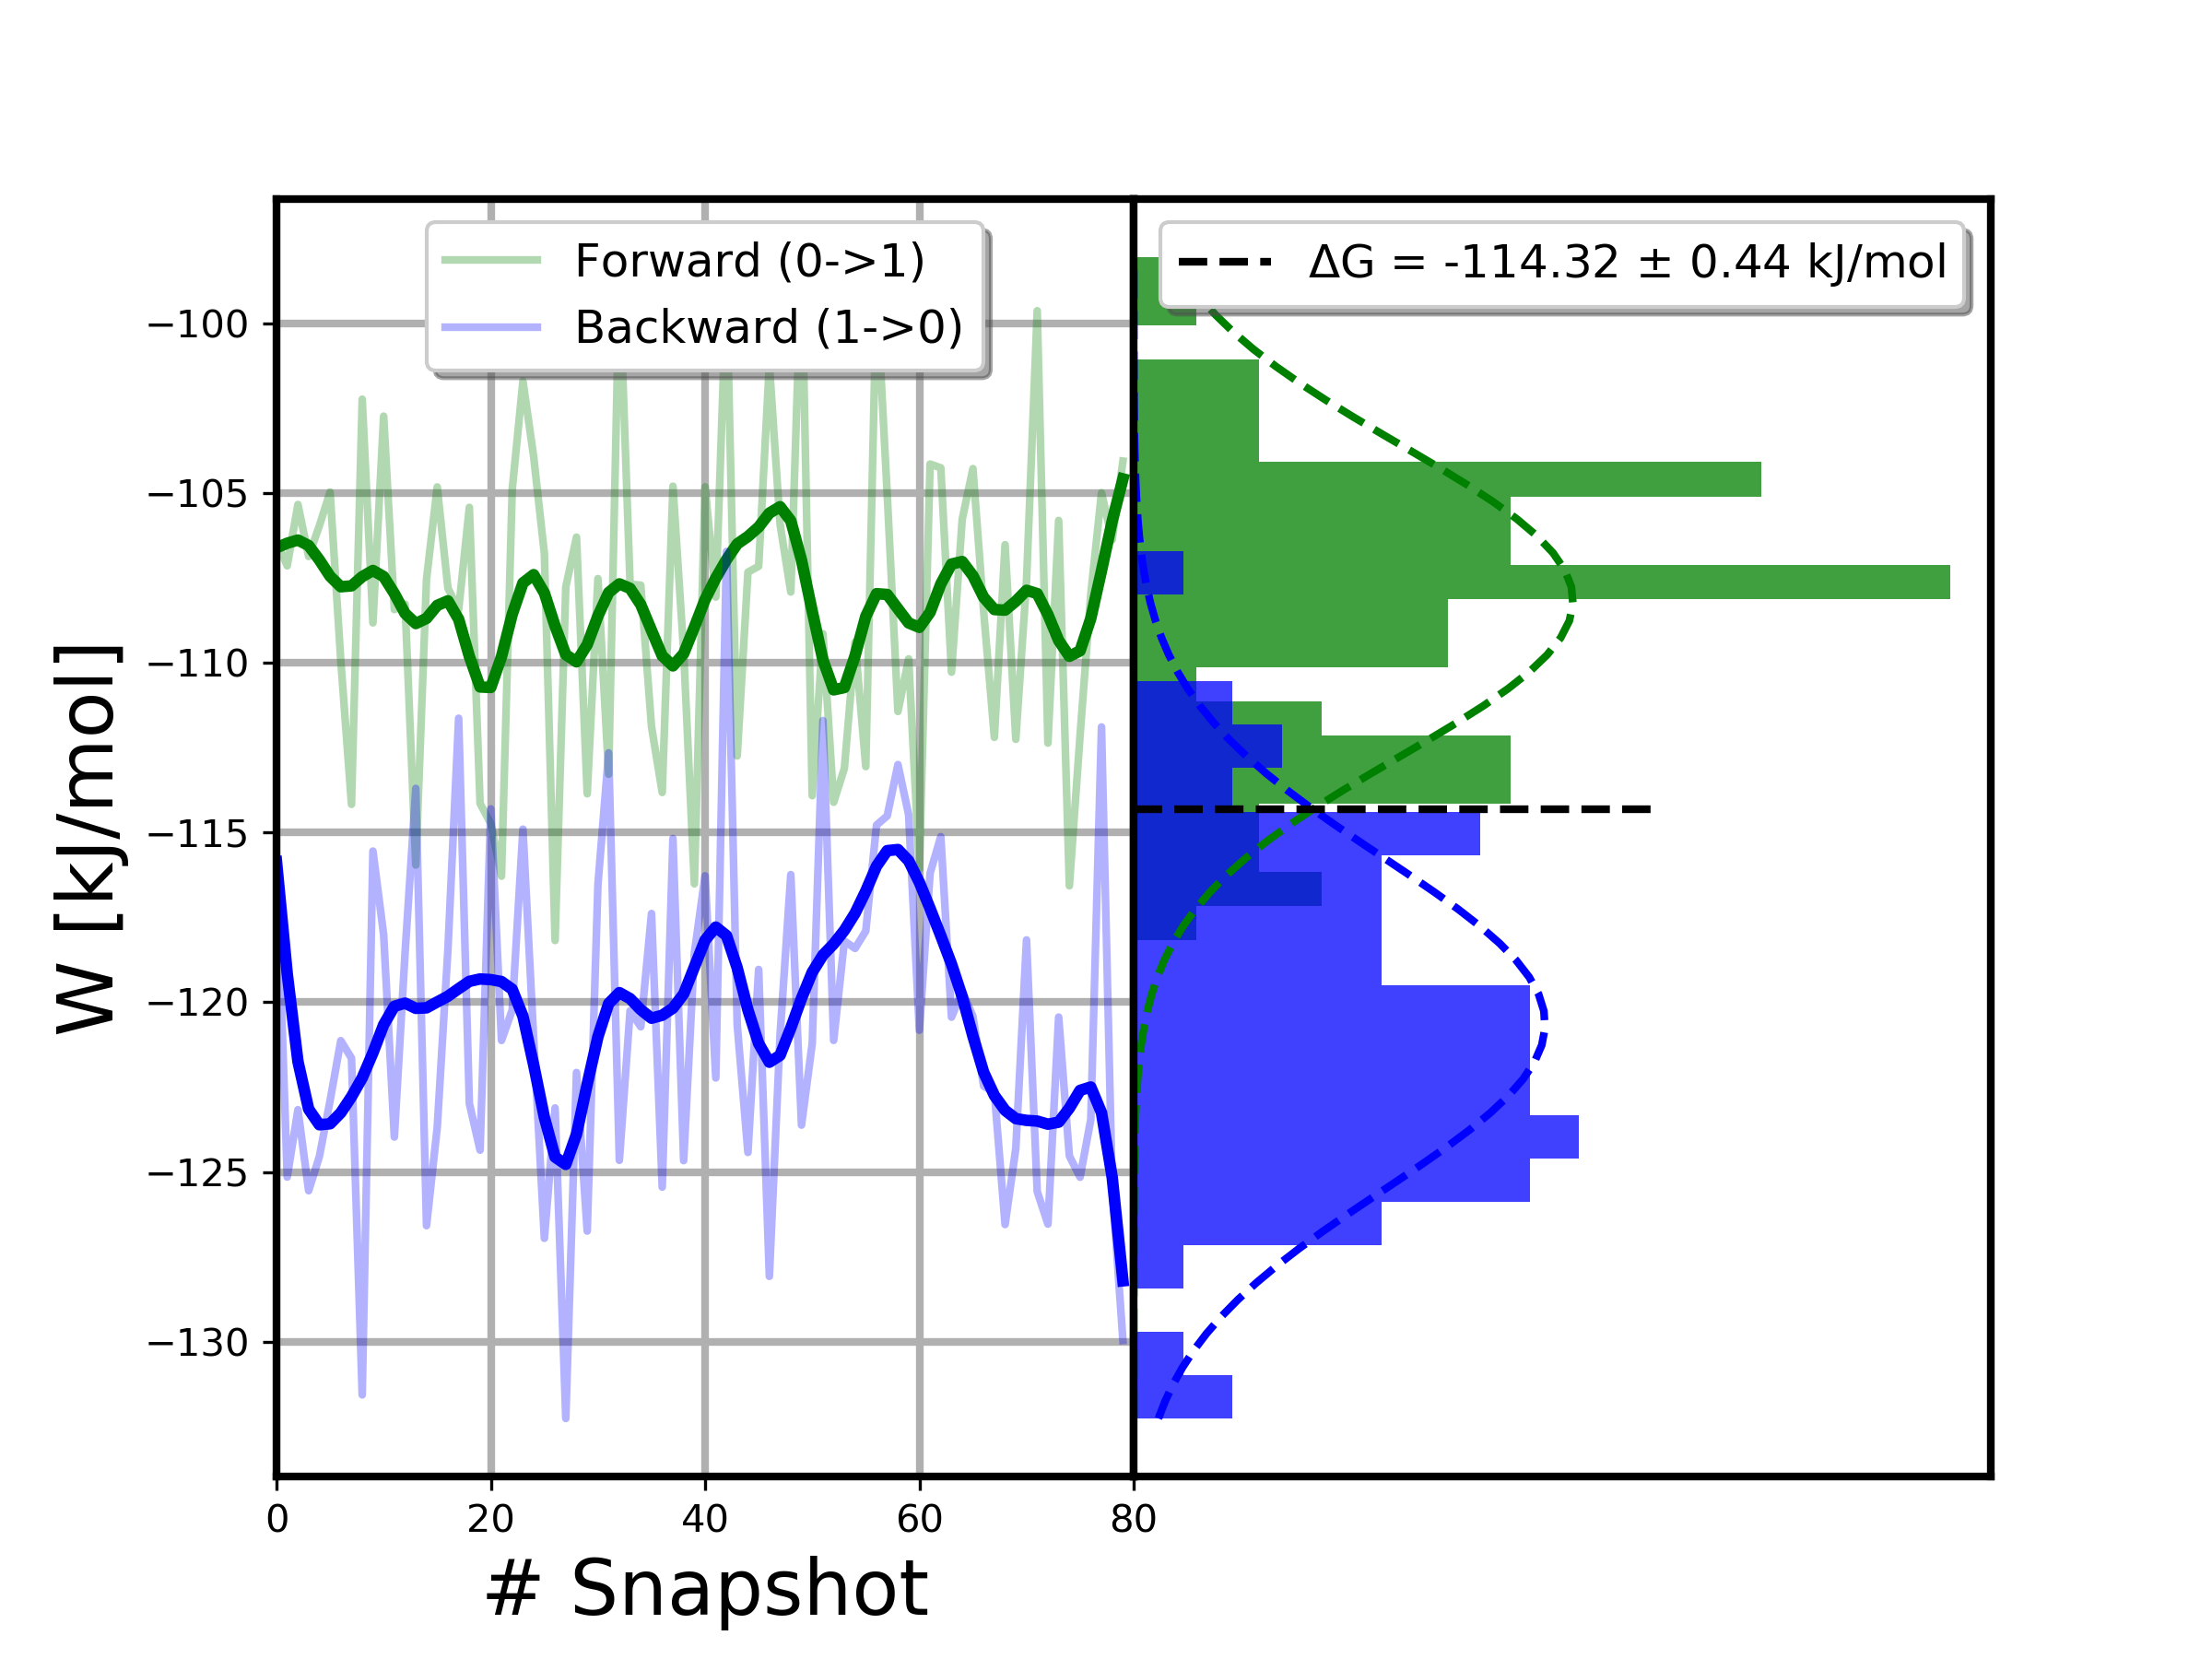 Forward (0->1)
Backward (1->0)
ΔG = -114.32 ± 0.44 kJ/mol
W [kJ/mol]
−100
−105
−110
−115
−120
−125
−130
0 20 40 60 80
# Snapshot